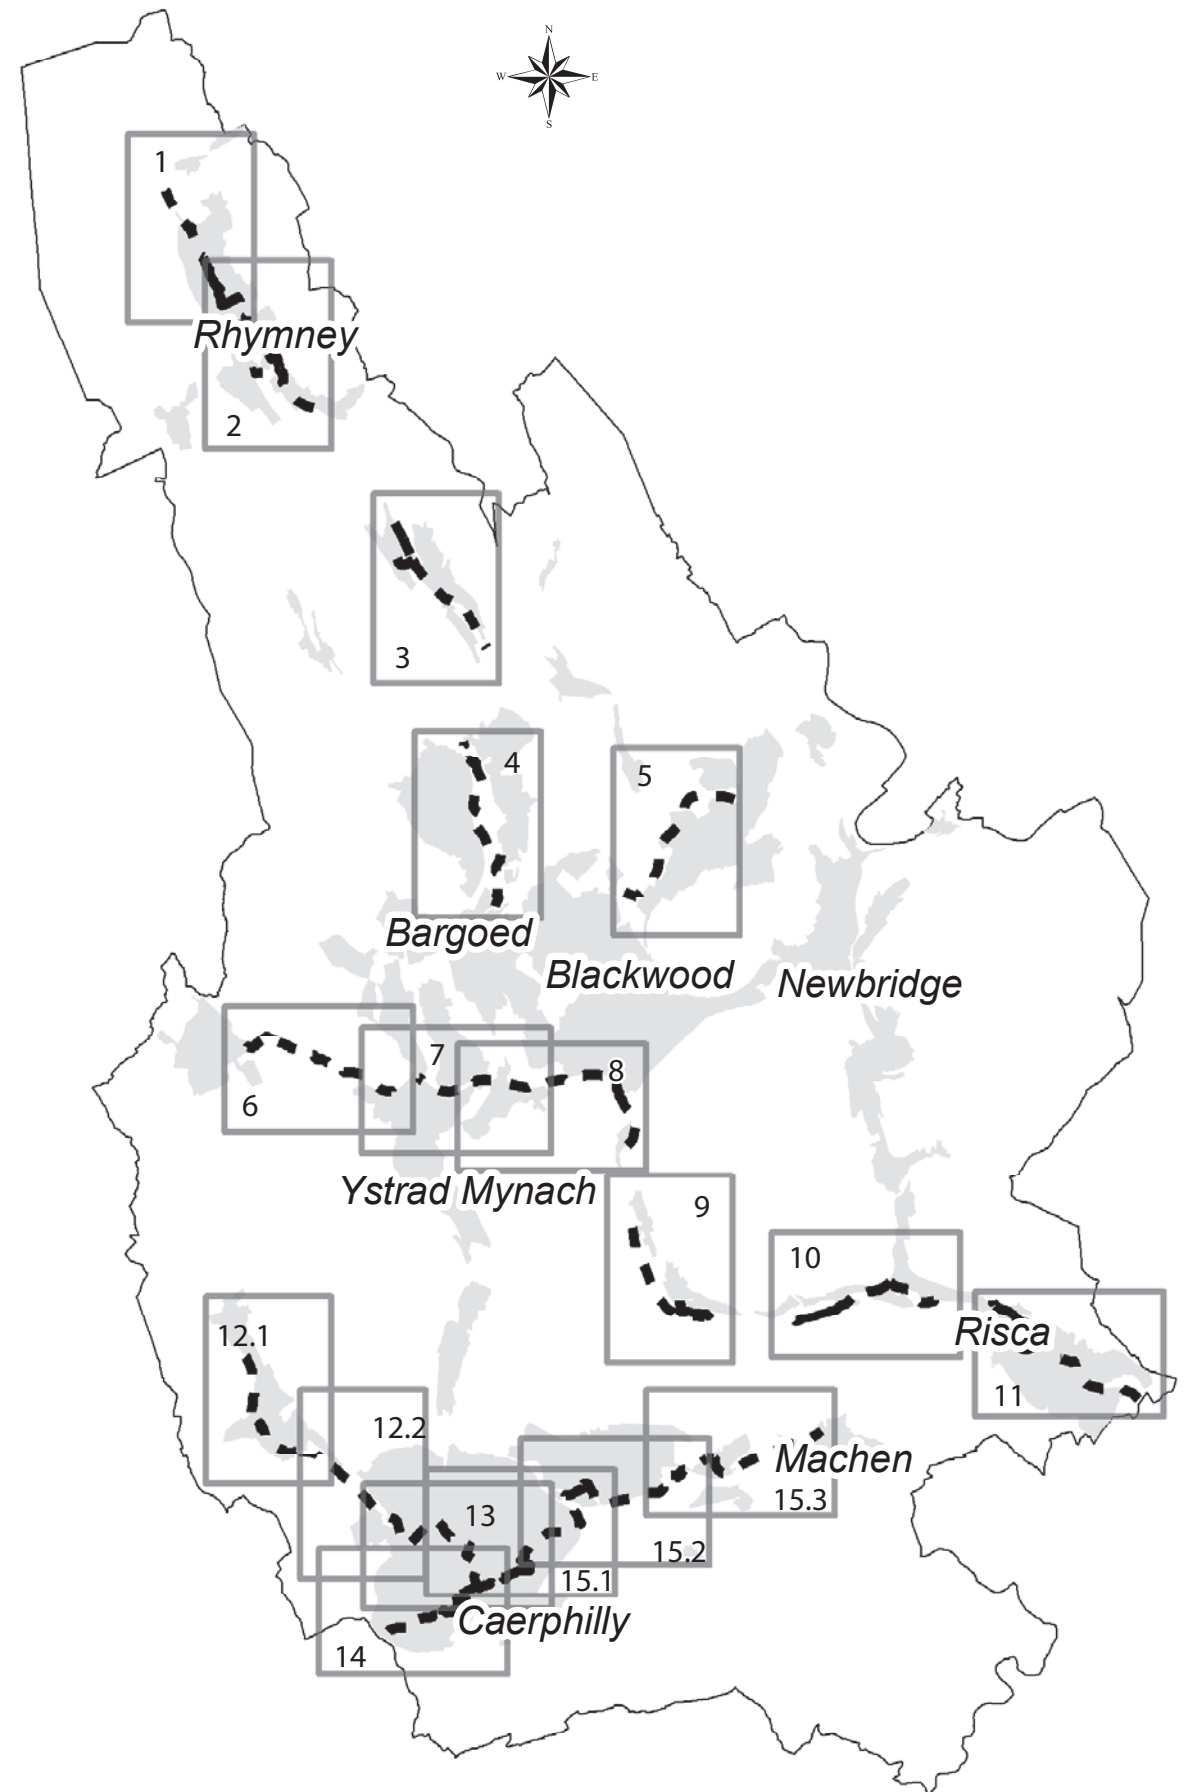 N
W E
S
1
Rhymney
2
3
4
5
Bargoed
Blackwood
Newbridge
7
8
6
Ystrad Mynach
9
10
Risca
12.1
11
12.2
Machen
15.3
13
15.2
15.1
Caerphilly
14